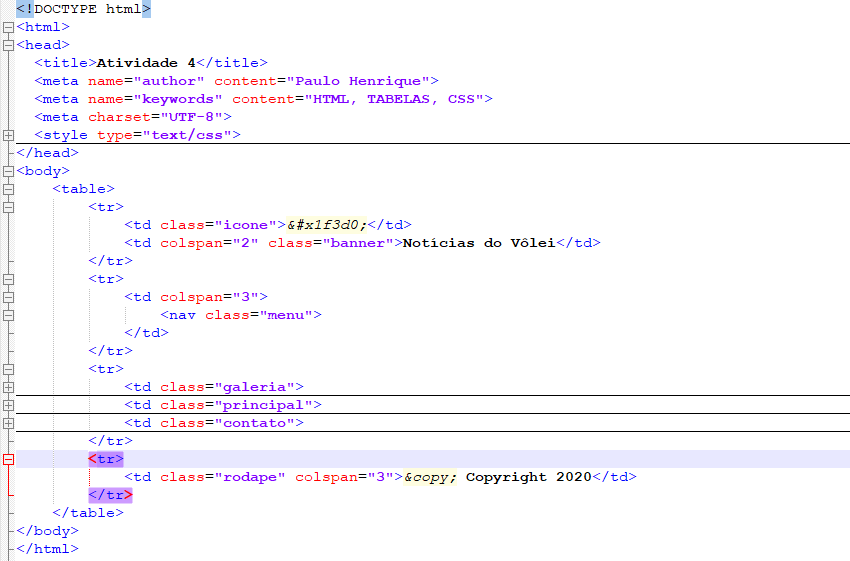 <!DOCTYPE html>
<html>
<head>
<title>Atividade 4</title>
<meta name="author" content="Paulo Henrique">
<meta name="keywords" content="HTML, TABELAS, CSS">
<meta charset="UTF-8">
<style type="text/css">
</head>
<body>
<table>
<tr>
<td class="icone">&#x1f3d0;</td>
<td colspan="2" class="banner">Notícias do Vôlei</td>
</tr>
<tr>
<td colspan="3">
<nav class="menu">
</td>
</tr>
<tr>
<td class="galeria">
<td class="principal">
<td class="contato">
</tr>
<tr>
<td class="rodape" colspan="3">&copy; Copyright 2020</td>
</tr>
</table>
</body>
</html>